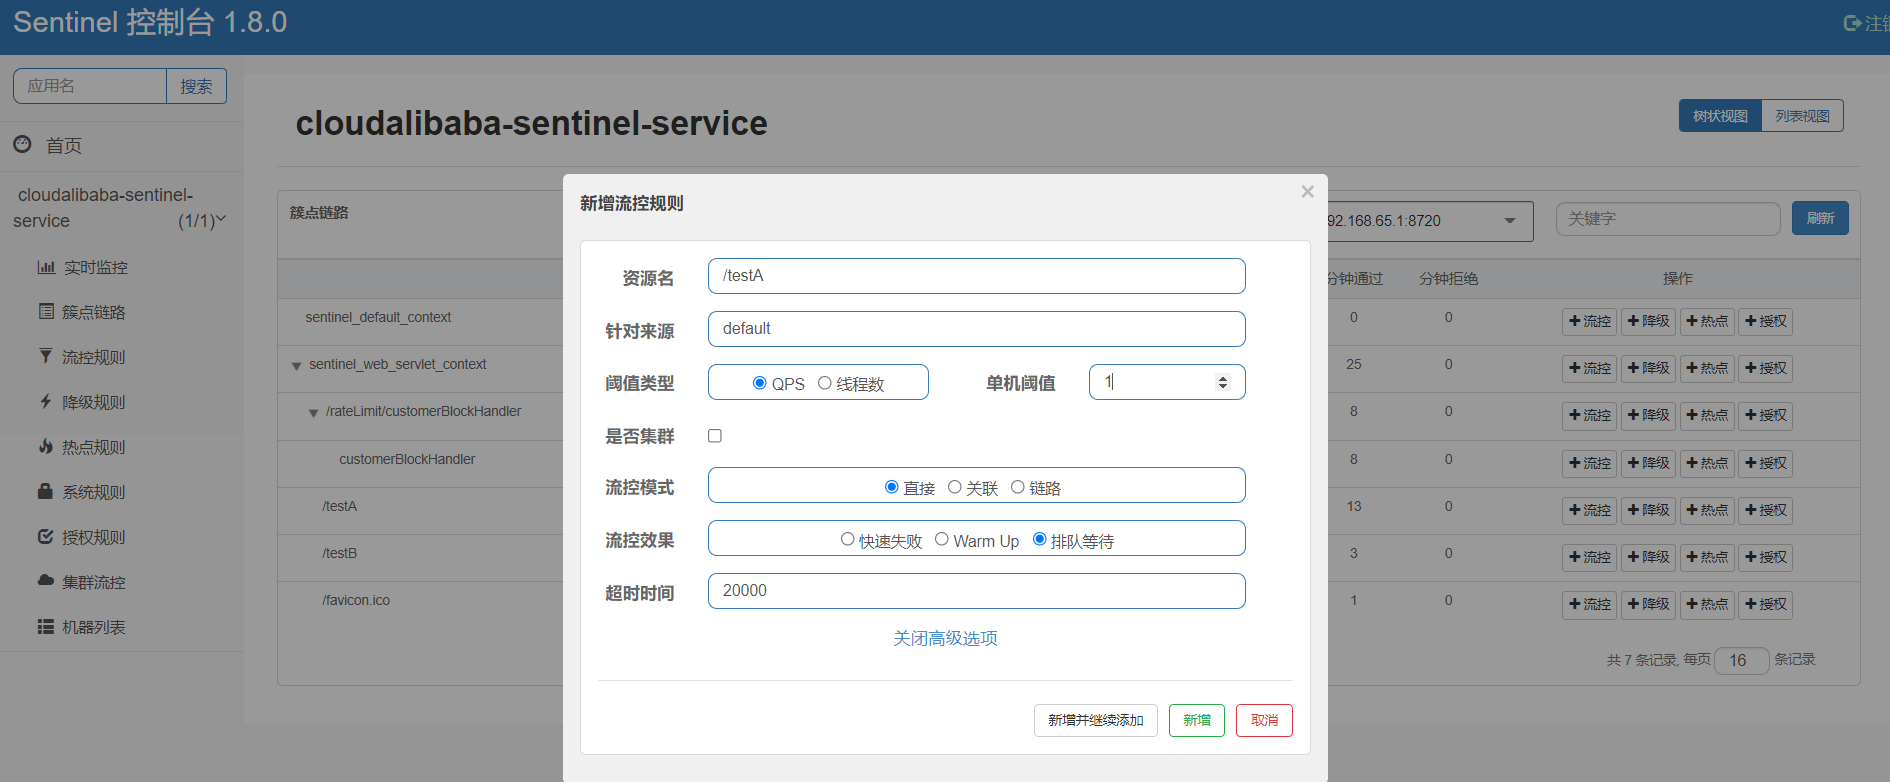 Sentinel 控制台 1.8.0
注销
应用名 搜索
首页
cloudalibaba-sentinel-
service (1/1)
实时监控
簇点链路
流控规则
降级规则
热点规则
系统规则
授权规则
集群流控
机器列表
cloudalibaba-sentinel-service
树状视图 列表视图
簇点链路
92.168.65.1:8720 关键字 刷新
分钟通过 分钟拒绝 操作
sentinel_default_context 0 0 流控 降级 热点 授权
sentinel_web_servlet_context 25 0 流控 降级 热点 授权
/rateLimit/customerBlockHandler 8 0 流控 降级 热点 授权
customerBlockHandler 8 0 流控 降级 热点 授权
/testA 13 0 流控 降级 热点 授权
/testB 3 0 流控 降级 热点 授权
/favicon.ico 1 0 流控 降级 热点 授权
共 7 条记录, 每页 16 条记录
新增流控规则 ×
资源名 /testA
针对来源 default
阈值类型 QPS 线程数 单机阈值 1
是否集群
流控模式 直接 关联 链路
流控效果 快速失败 Warm Up 排队等待
超时时间 20000
关闭高级选项
新增并继续添加 新增 取消